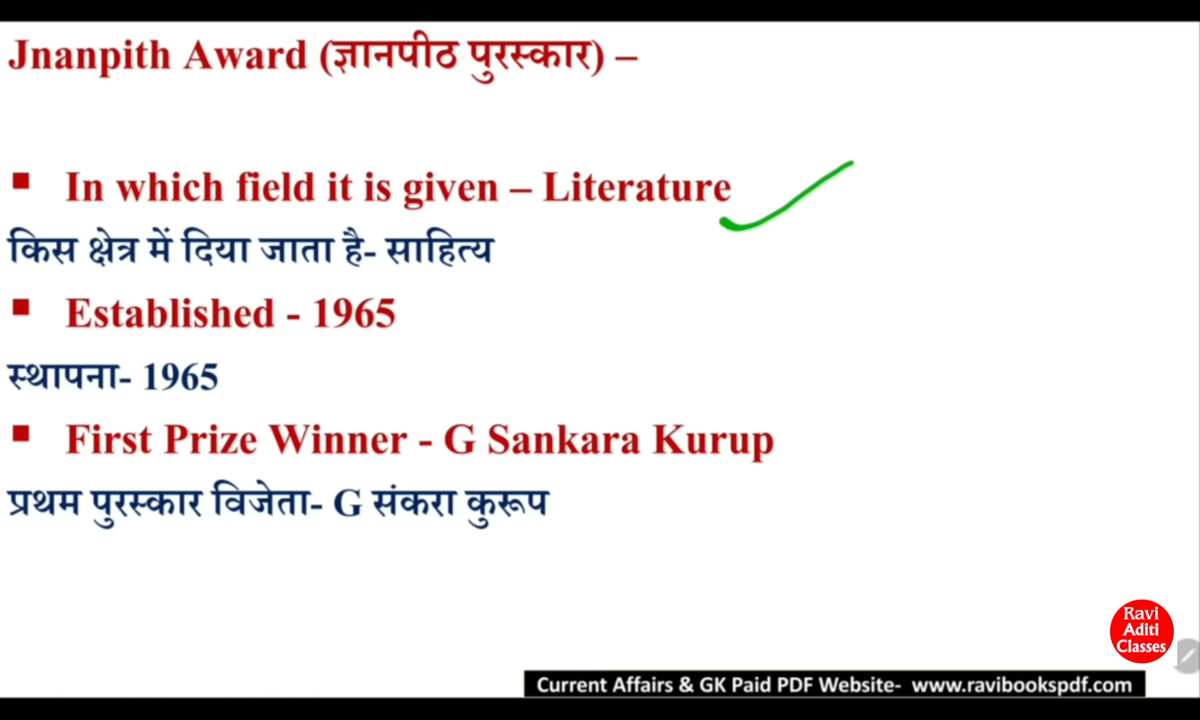 Jnanpith Award (ज्ञानपीठ पुरस्कार) –
▪ In which field it is given – Literature
किस क्षेत्र में दिया जाता है- साहित्य
▪ Established - 1965
स्थापना- 1965
▪ First Prize Winner - G Sankara Kurup
प्रथम पुरस्कार विजेता- G संकरा कुरूप
Ravi
Aditi
Classes
Current Affairs & GK Paid PDF Website- www.ravibookspdf.com